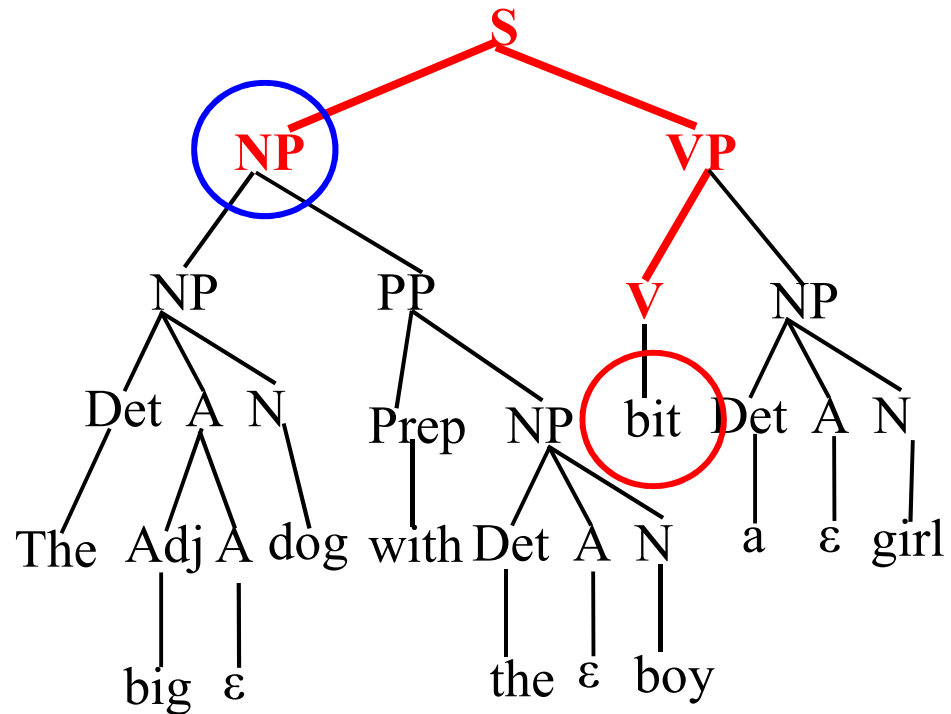 S
NP VP
NP PP V NP
Det A N Prep NP bit Det A N
The Adj A dog with Det A N a ε girl
big ε the ε boy